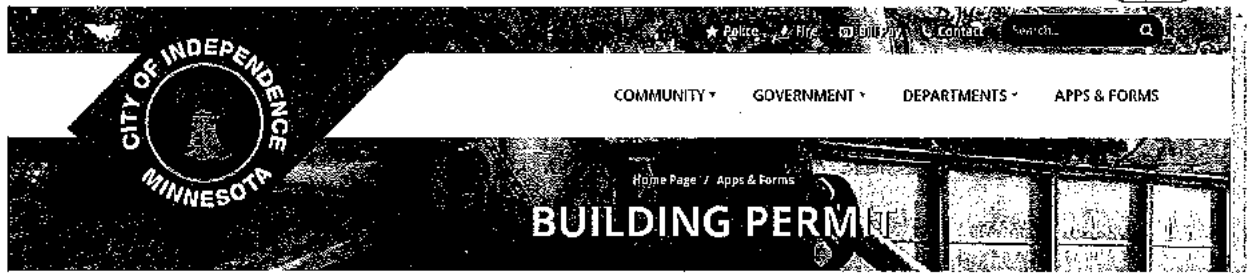 Police Fire Bill Pay Contact Search...
CITY OF INDEPENDENCE
MINNESOTA
COMMUNITY GOVERNMENT DEPARTMENTS APPS & FORMS
Home Page / Apps & Forms
BUILDING PERMIT